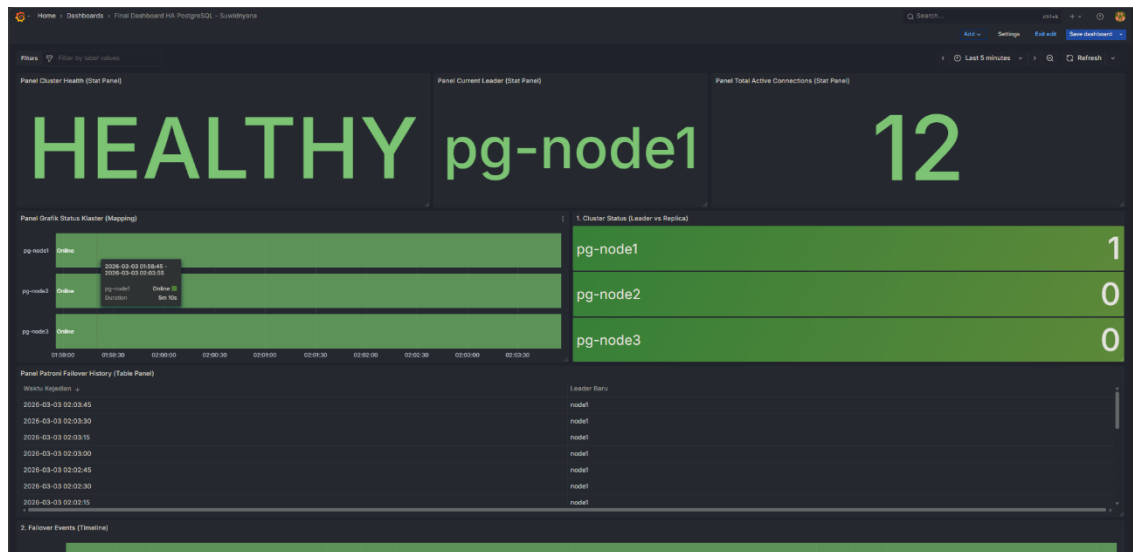 Home > Dashboards > Final Dashboard HA PostgreSQL - Suwidnyana
Search... ctrl+k
Add Settings Exit edit Save dashboard
Filters Filter by label values
Last 5 minutes Refresh
Panel Cluster Health (Stat Panel)
HEALTHY
Panel Current Leader (Stat Panel)
pg-node1
Panel Total Active Connections (Stat Panel)
12
Panel Grafik Status Klaster (Mapping)
pg-node1 Online
2026-03-03 01:58:45 -
2026-03-03 02:03:55
pg-node1 Online
Duration 5m 10s
pg-node2 Online
pg-node3 Online
01:59:00 01:59:30 02:00:00 02:00:30 02:01:00 02:01:30 02:02:00 02:02:30 02:03:00 02:03:30
1. Cluster Status (Leader vs Replica)
pg-node1 1
pg-node2 0
pg-node3 0
Panel Patroni Failover History (Table Panel)
Waktu Kejadian ↓ Leader Baru
2026-03-03 02:03:45 node1
2026-03-03 02:03:30 node1
2026-03-03 02:03:15 node1
2026-03-03 02:03:00 node1
2026-03-03 02:02:45 node1
2026-03-03 02:02:30 node1
2026-03-03 02:02:15 node1
2. Failover Events (Timeline)